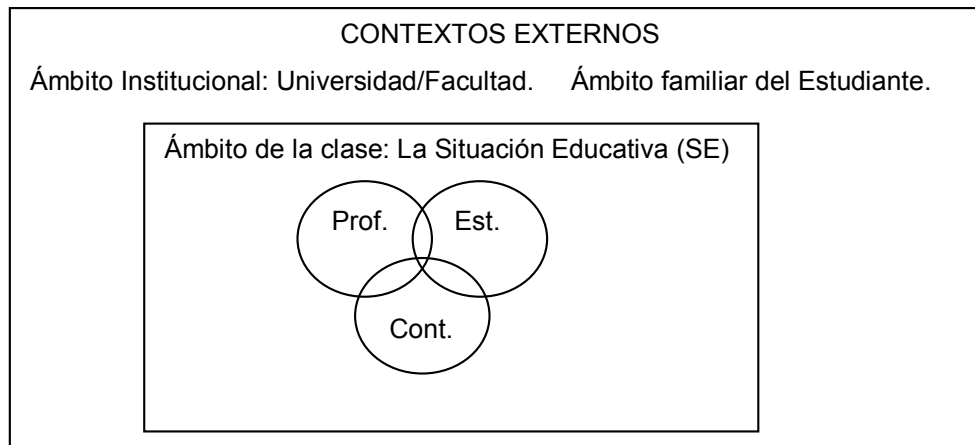 CONTEXTOS EXTERNOS
Ámbito Institucional: Universidad/Facultad. Ámbito familiar del Estudiante.
Ámbito de la clase: La Situación Educativa (SE)
Prof. Est.
Cont.